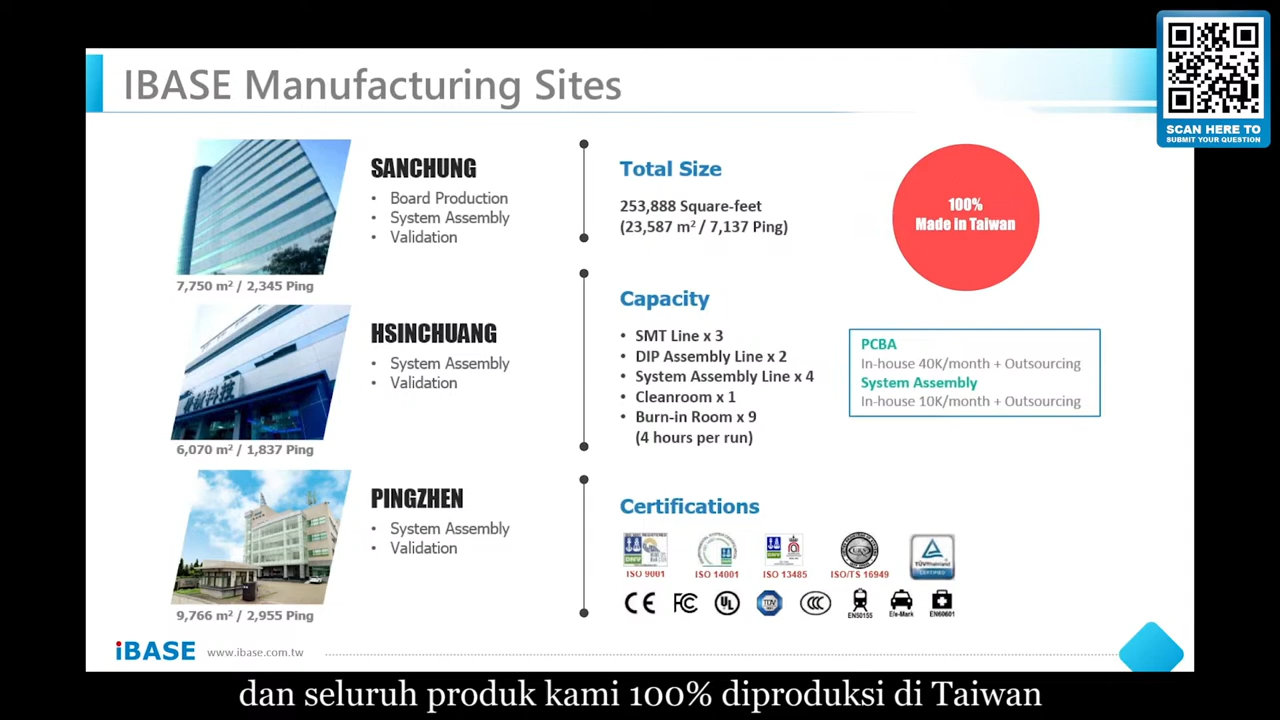 IBASE Manufacturing Sites
SCAN HERE TO
SUBMIT YOUR QUESTION
SANCHUNG
• Board Production
• System Assembly
• Validation
7,750 m² / 2,345 Ping
HSINCHUANG
• System Assembly
• Validation
6,070 m² / 1,837 Ping
PINGZHEN
• System Assembly
• Validation
9,766 m² / 2,955 Ping
Total Size
253,888 Square-feet
(23,587 m² / 7,137 Ping)
Capacity
• SMT Line x 3
• DIP Assembly Line x 2
• System Assembly Line x 4
• Cleanroom x 1
• Burn-in Room x 9
(4 hours per run)
100%
Made in Taiwan
PCBA
In-house 40K/month + Outsourcing
System Assembly
In-house 10K/month + Outsourcing
Certifications
DNV
ISO 9001
ISO 14001
DNV
ISO 13485
ISO/TS 16949
TÜVRheinland
CERTIFIED
CE FC UL TÜV CCC
EN50155
E/e-Mark
EN60601
iBASE www.ibase.com.tw
dan seluruh produk kami 100% diproduksi di Taiwan